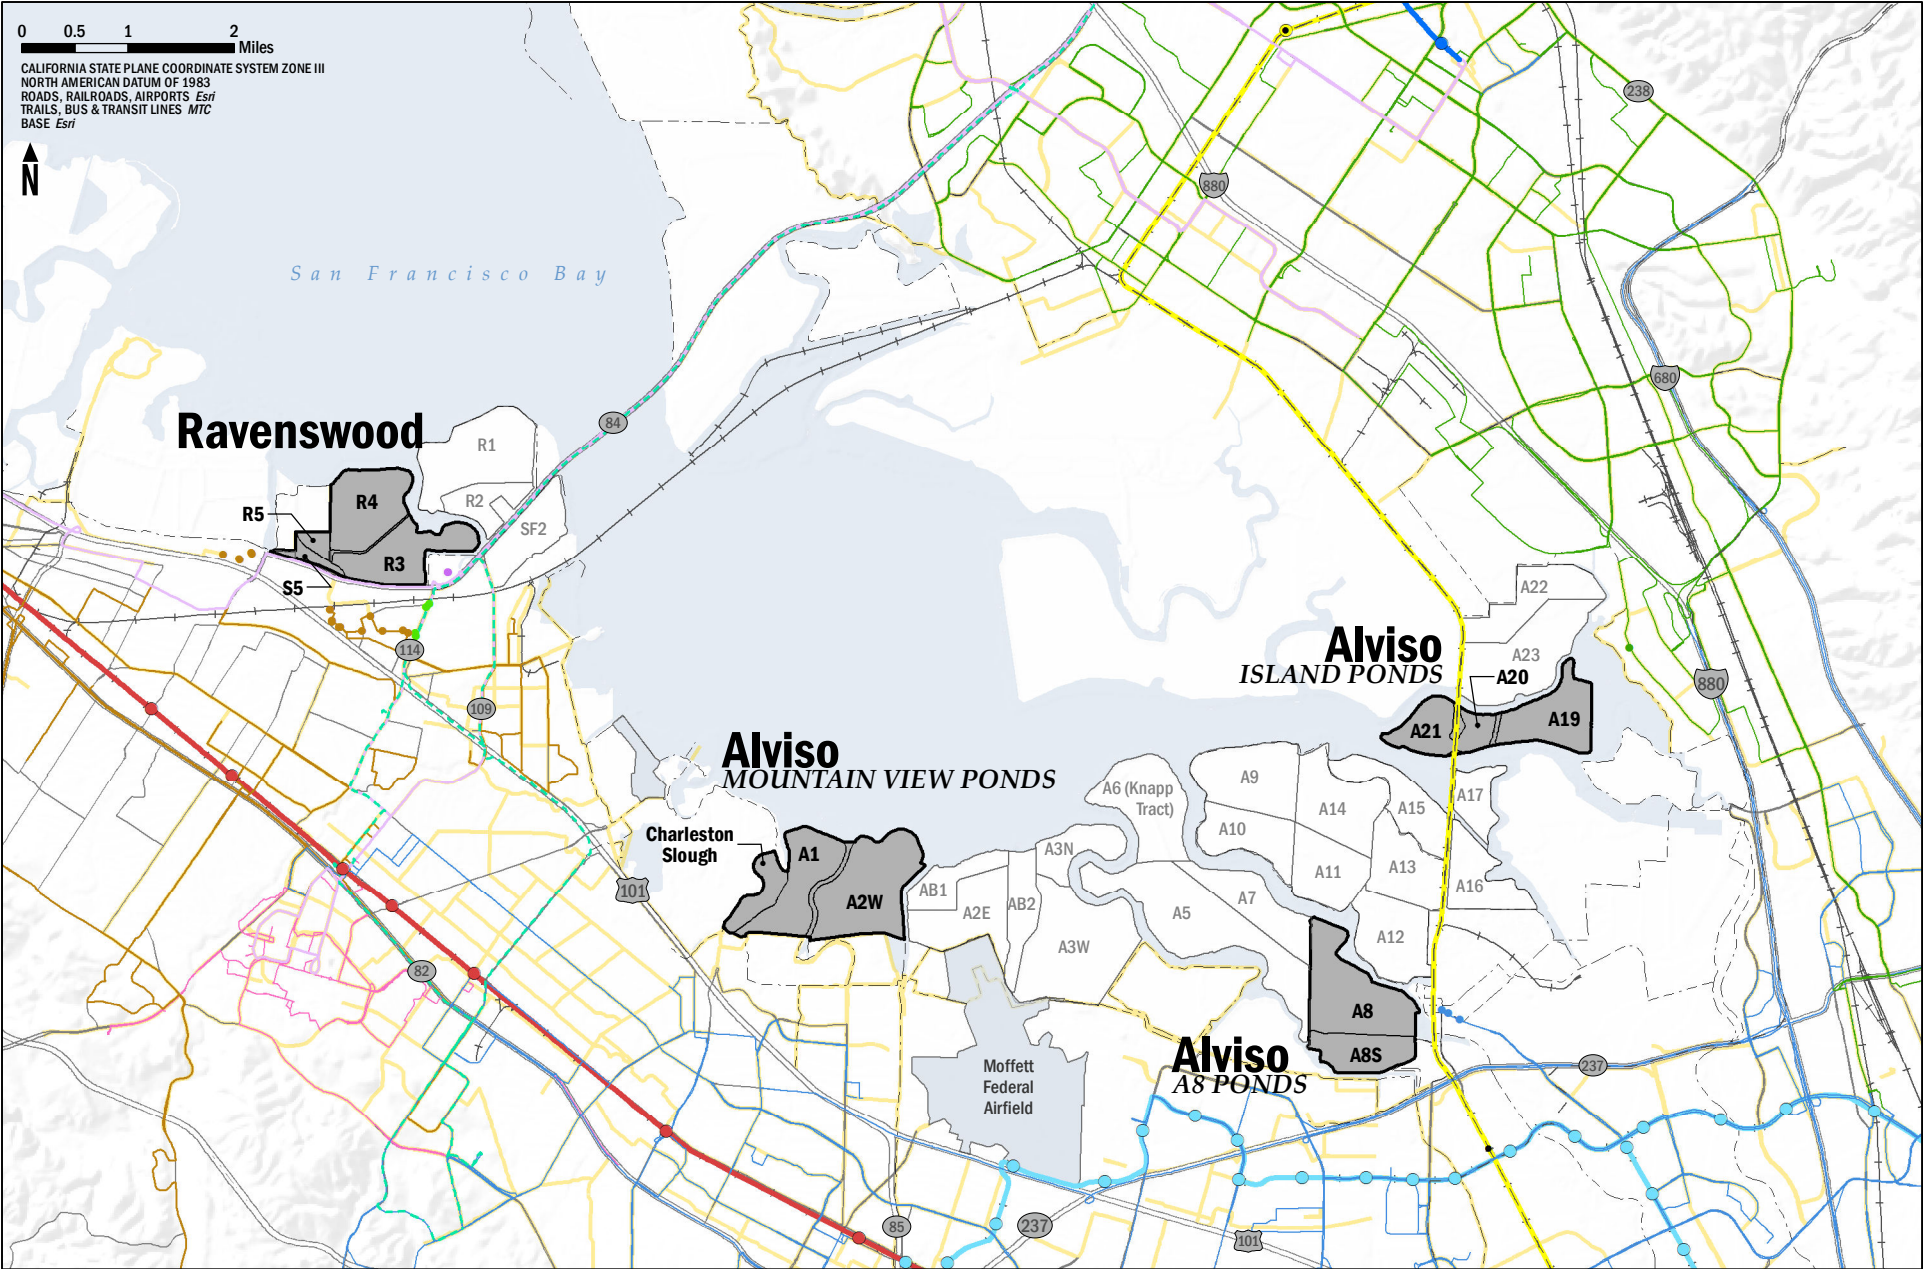 0 0.5 1 2
Miles
CALIFORNIA STATE PLANE COORDINATE SYSTEM ZONE III
NORTH AMERICAN DATUM OF 1983
ROADS, RAILROADS, AIRPORTS Esri
TRAILS, BUS & TRANSIT LINES MTC
BASE Esri
N
238
880
San Francisco Bay
680
84
Ravenswood
R1
R4
R2
R5
SF2
R3
S5
A22
114
Alviso
ISLAND PONDS
A23
A20
880
109
A21
A19
Alviso
MOUNTAIN VIEW PONDS
A6 (Knapp
Tract)
A9
A14
A15
A17
Charleston
Slough
A1
A10
A3N
A11
A13
A16
101
AB1
A2W
A2E
AB2
A5
A7
A3W
A12
82
A8
A8S
Alviso
A8 PONDS
Moffett
Federal
Airfield
237
85
237
101